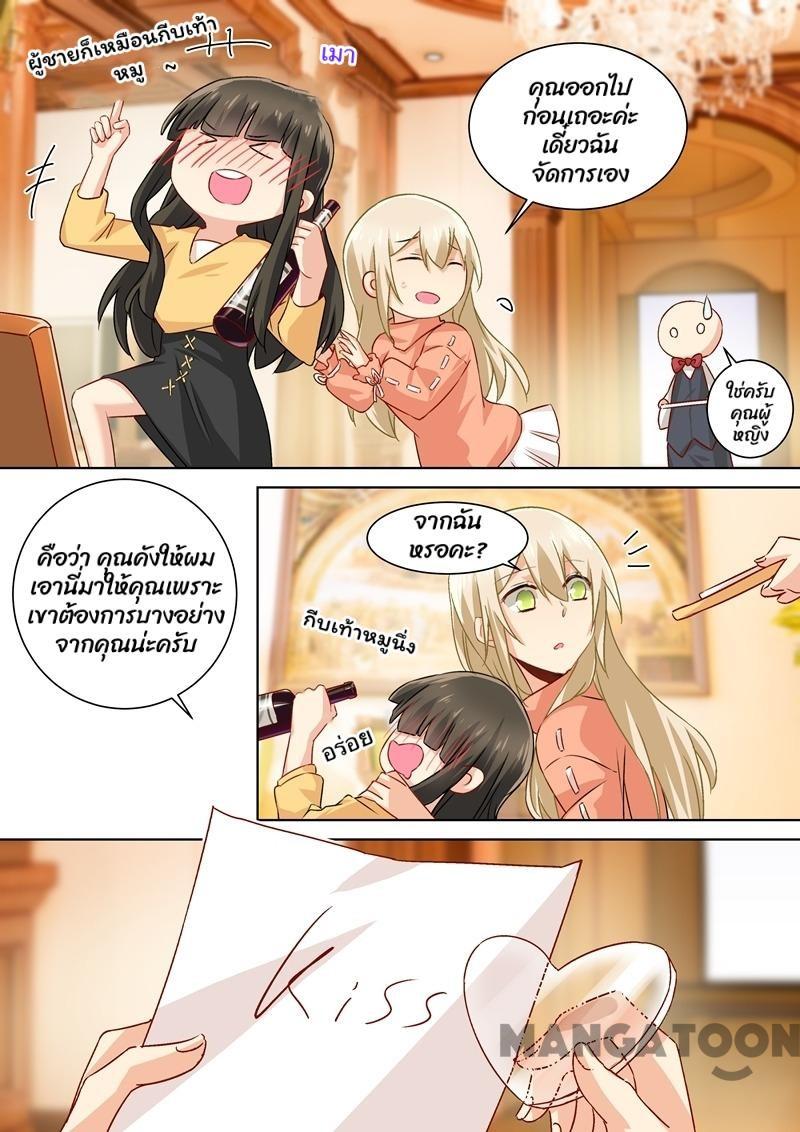 ผู้ชายก็เหมือนกีบเท้า
หมู ~
เมา
คุณออกไป
ก่อนเถอะค่ะ
เดี๋ยวฉัน
จัดการเอง
ใช่ครับ
คุณผู้
หญิง
คือว่า คุณคังให้ผม
เอานี่มาให้คุณเพราะ
เขาต้องการบางอย่าง
จากคุณน่ะครับ
จากฉัน
หรอคะ?
กีบเท้าหมูนึ่ง
อร่อย
Kiss
MANGATOON